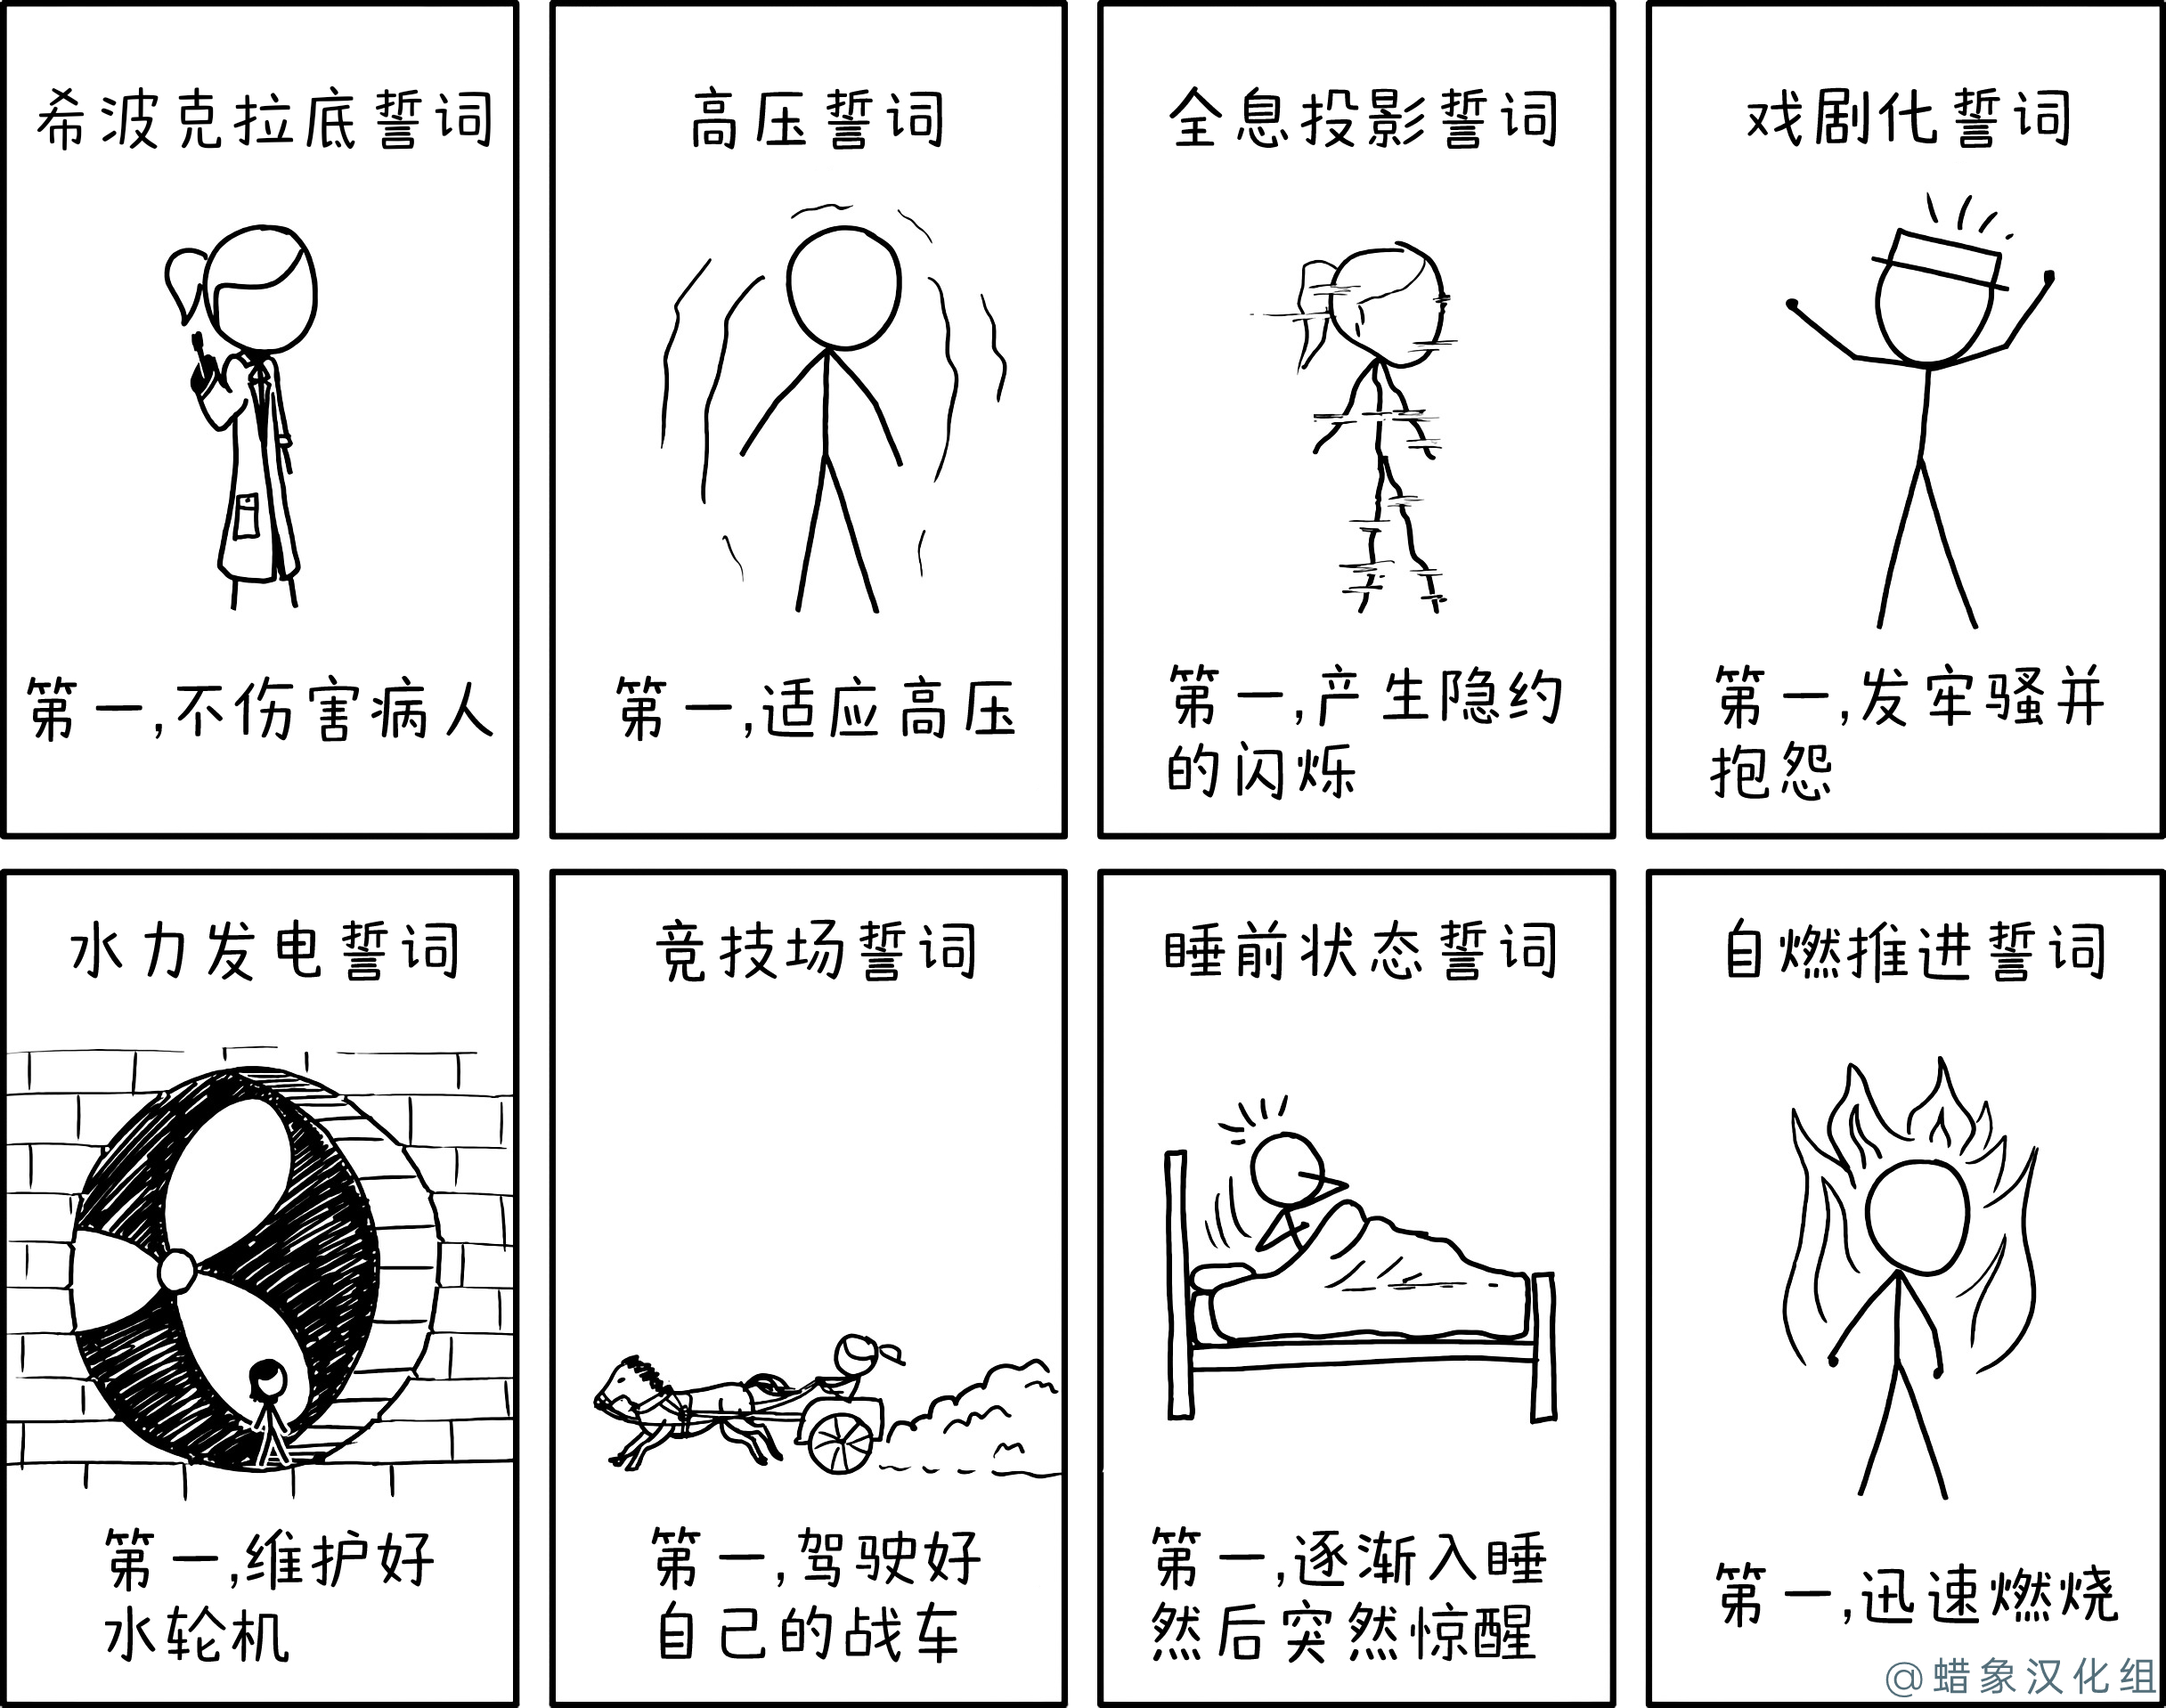 希波克拉底誓词
第一,不伤害病人
高压誓词
第一,适应高压
全息投影誓词
第一,产生隐约
的闪烁
戏剧化誓词
第一,发牢骚并
抱怨
水力发电誓词
第一,维护好
水轮机
竞技场誓词
第一,驾驶好
自己的战车
睡前状态誓词
第一,逐渐入睡
然后突然惊醒
自燃推进誓词
第一,迅速燃烧
@蜡象汉化组